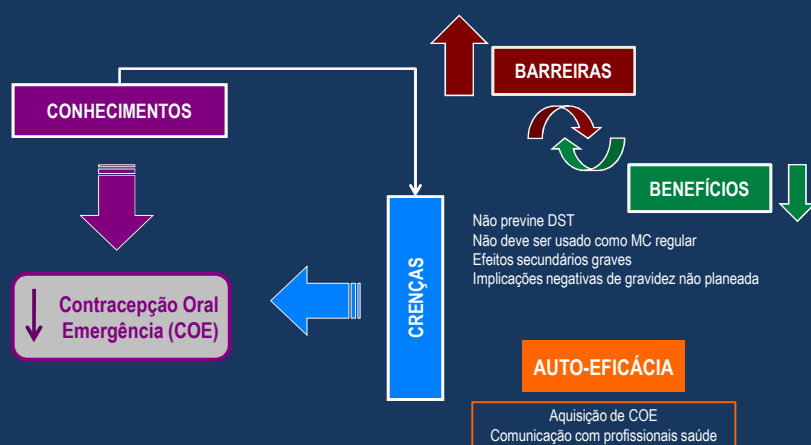 BARREIRAS
CONHECIMENTOS
BENEFÍCIOS
Não previne DST
Não deve ser usado como MC regular
Efeitos secundários graves
Implicações negativas de gravidez não planeada
CRENÇAS
Contracepção Oral
Emergência (COE)
AUTO-EFICÁCIA
Aquisição de COE
Comunicação com profissionais saúde